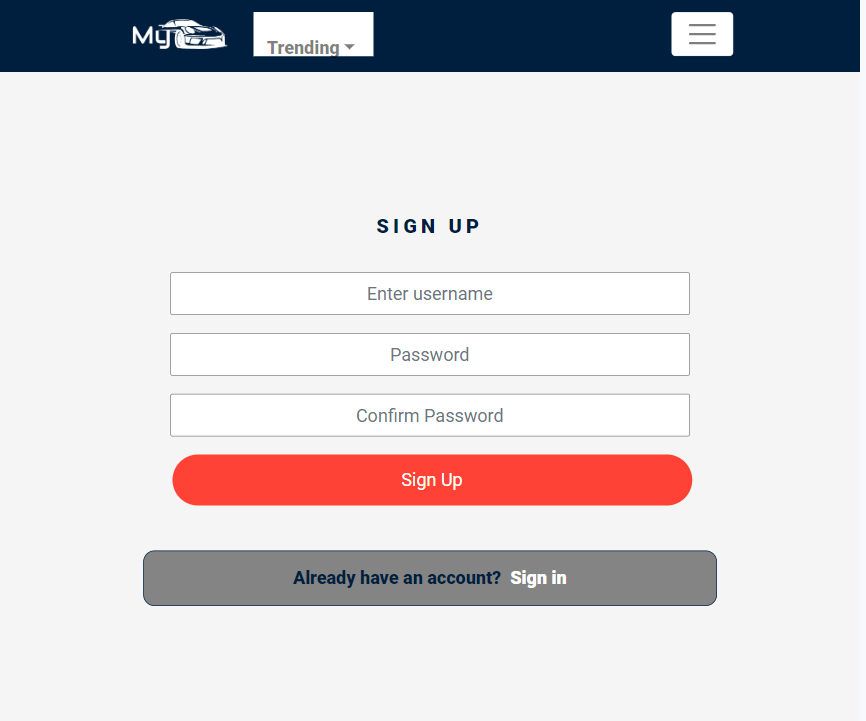 My
Trending
SIGN UP
Enter username
Password
Confirm Password
Sign Up
Already have an account? Sign in